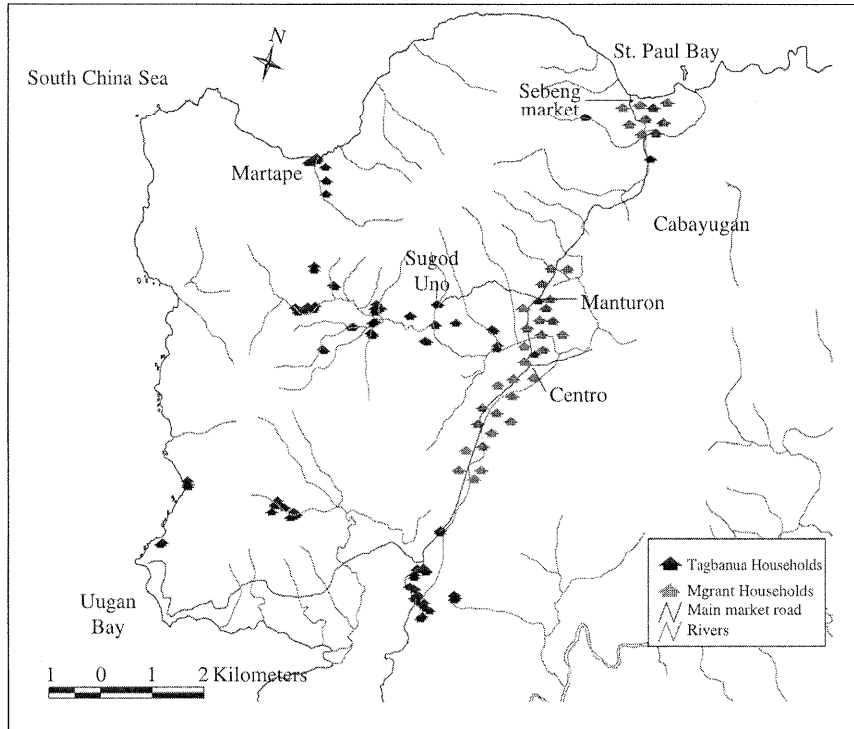 N
St. Paul Bay
South China Sea
Sebeng
market
Martape
Cabayugan
Sugod
Uno
Manturon
Centro
Tagbanua Households
Mgrant Households
Main market road
Rivers
Uugan
Bay
1 0 1 2 Kilometers